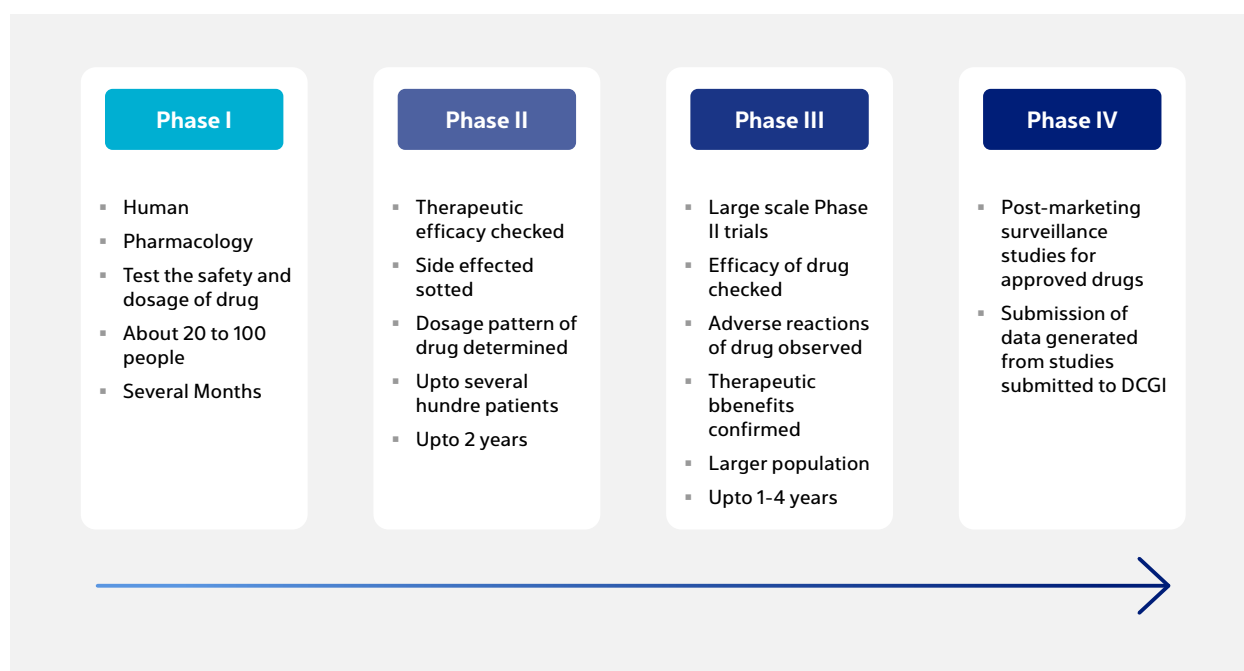 Phase I
Human
Pharmacology
Test the safety and
dosage of drug
About 20 to 100
people
Several Months
Phase II
Therapeutic
efficacy checked
Side effected
sotted
Dosage pattern of
drug determined
Upto several
hundre patients
Upto 2 years
Phase III
Large scale Phase
II trials
Efficacy of drug
checked
Adverse reactions
of drug observed
Therapeutic
bbenefits
confirmed
Larger population
Upto 1-4 years
Phase IV
Post-marketing
surveillance
studies for
approved drugs
Submission of
data generated
from studies
submitted to DCGI